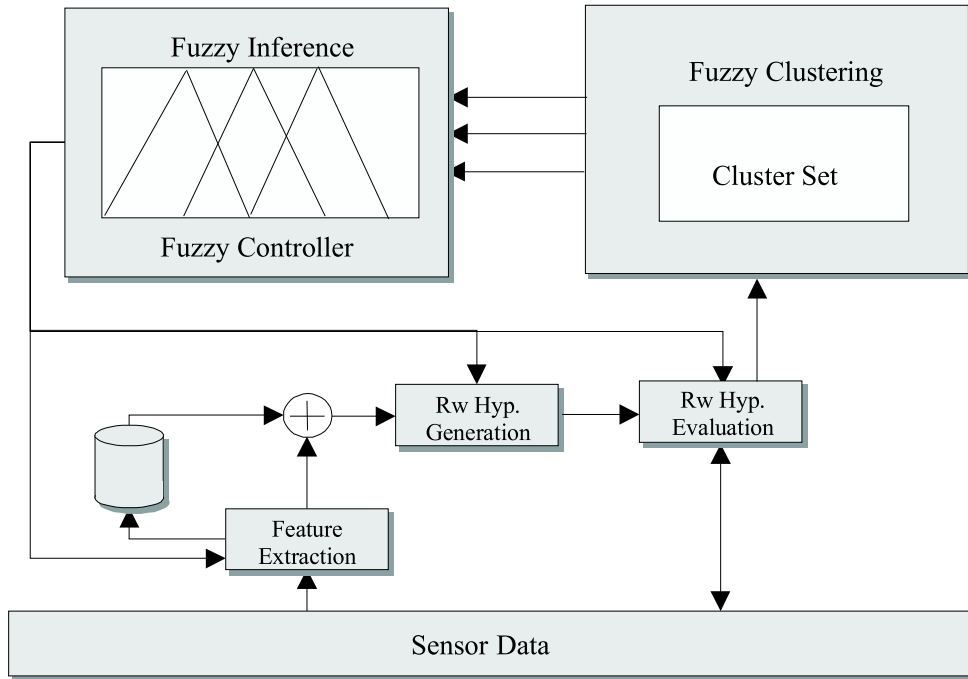 Fuzzy Inference
Fuzzy Controller
Fuzzy Clustering
Cluster Set
Rw Hyp.
Generation
Rw Hyp.
Evaluation
Feature
Extraction
Sensor Data